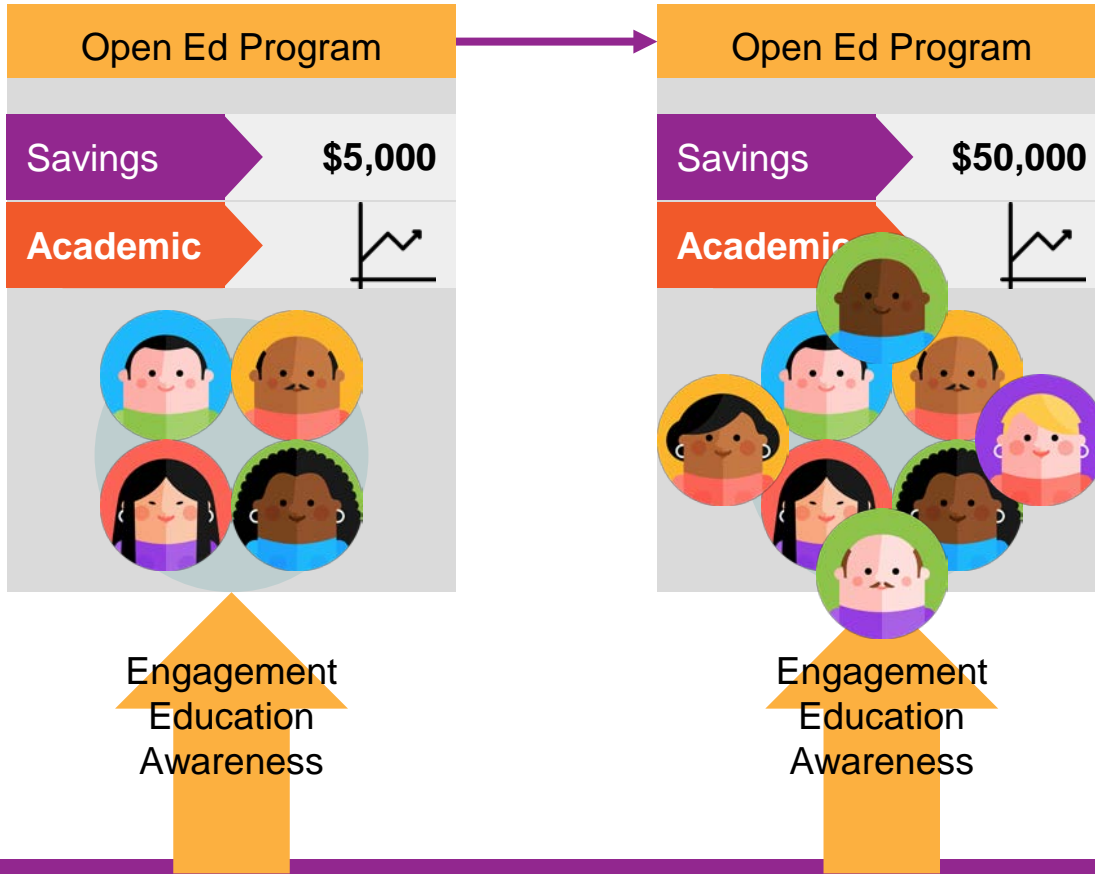 Open Ed Program
Savings $5,000
Academic
Engagement
Education
Awareness
Open Ed Program
Savings $50,000
Academic
Engagement
Education
Awareness